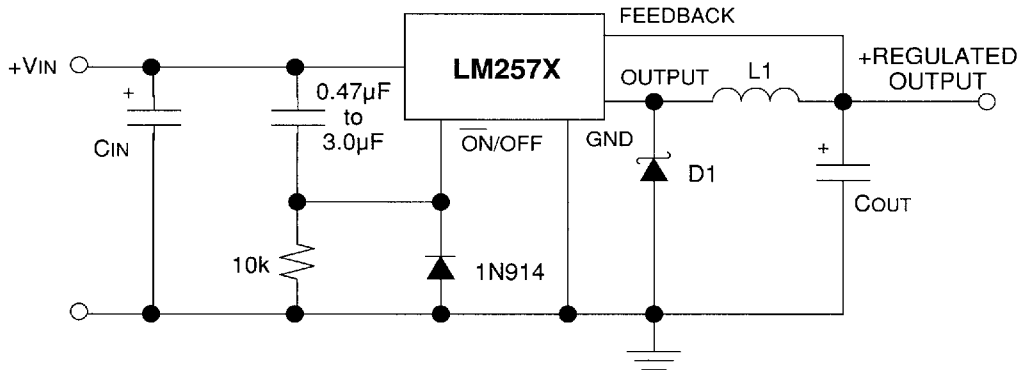 FEEDBACK
+VIN
LM257X
OUTPUT
L1
+REGULATED
OUTPUT
+
CIN
0.47µF
to
3.0µF
O̅N̅/OFF
GND
D1
+
COUT
10k
1N914